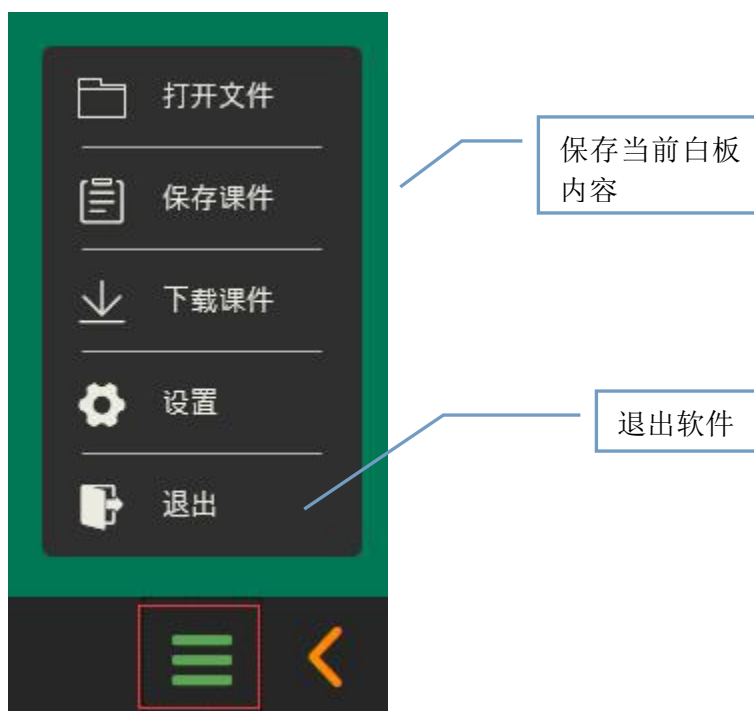 打开文件
保存课件
下载课件
设置
退出
保存当前白板
内容
退出软件